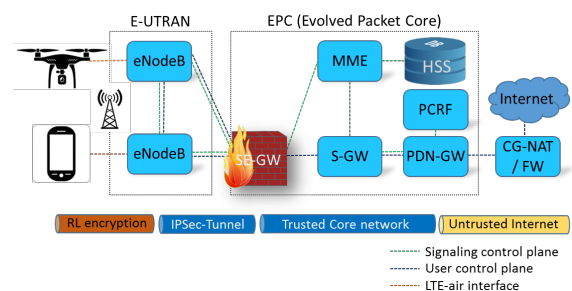 E-UTRAN
EPC (Evolved Packet Core)
eNodeB
MME
DB
HSS
PCRF
Internet
eNodeB
SE-GW
S-GW
PDN-GW
CG-NAT
/ FW
RL encryption
IPSec-Tunnel
Trusted Core network
Untrusted Internet
Signaling control plane
User control plane
LTE-air interface